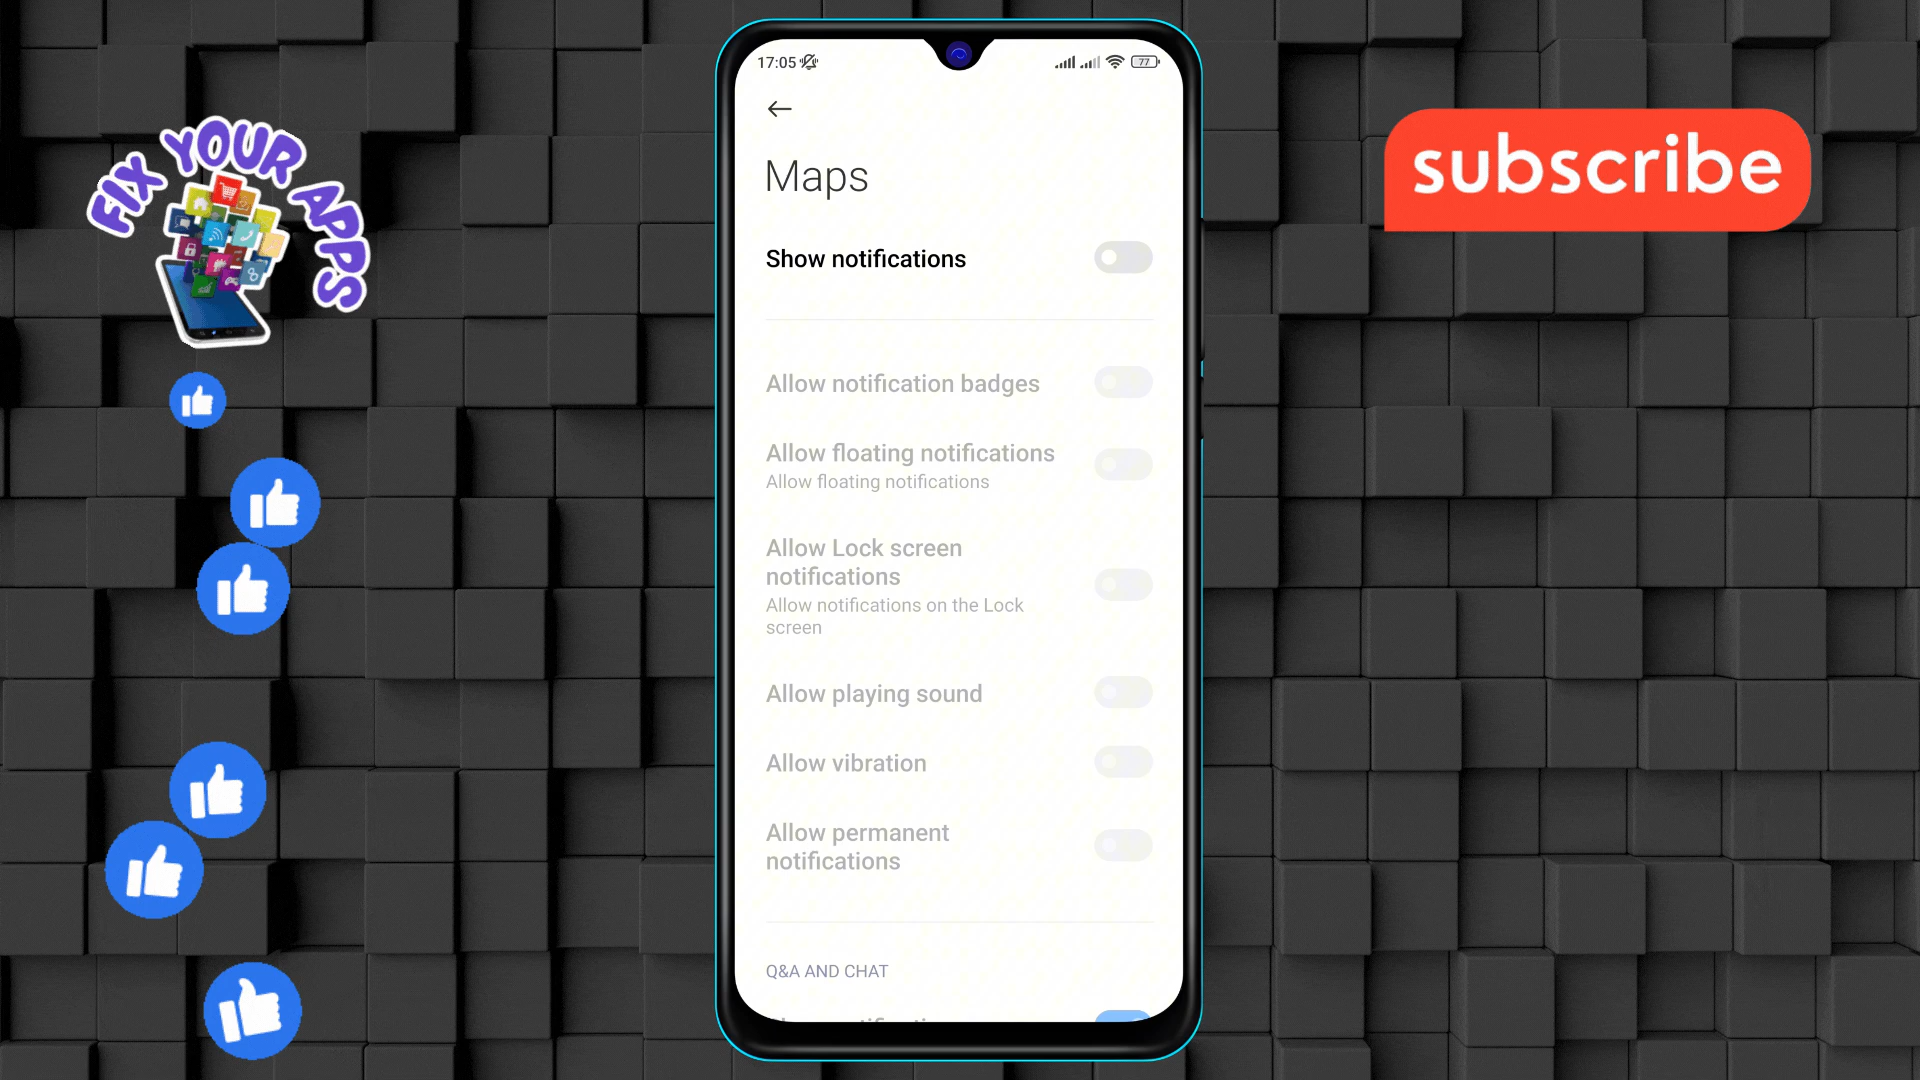 FIX YOUR APPS
subscribe
17:05
77
Maps
Show notifications
Allow notification badges
Allow floating notifications
Allow floating notifications
Allow Lock screen
notifications
Allow notifications on the Lock
screen
Allow playing sound
Allow vibration
Allow permanent
notifications
Q&A AND CHAT